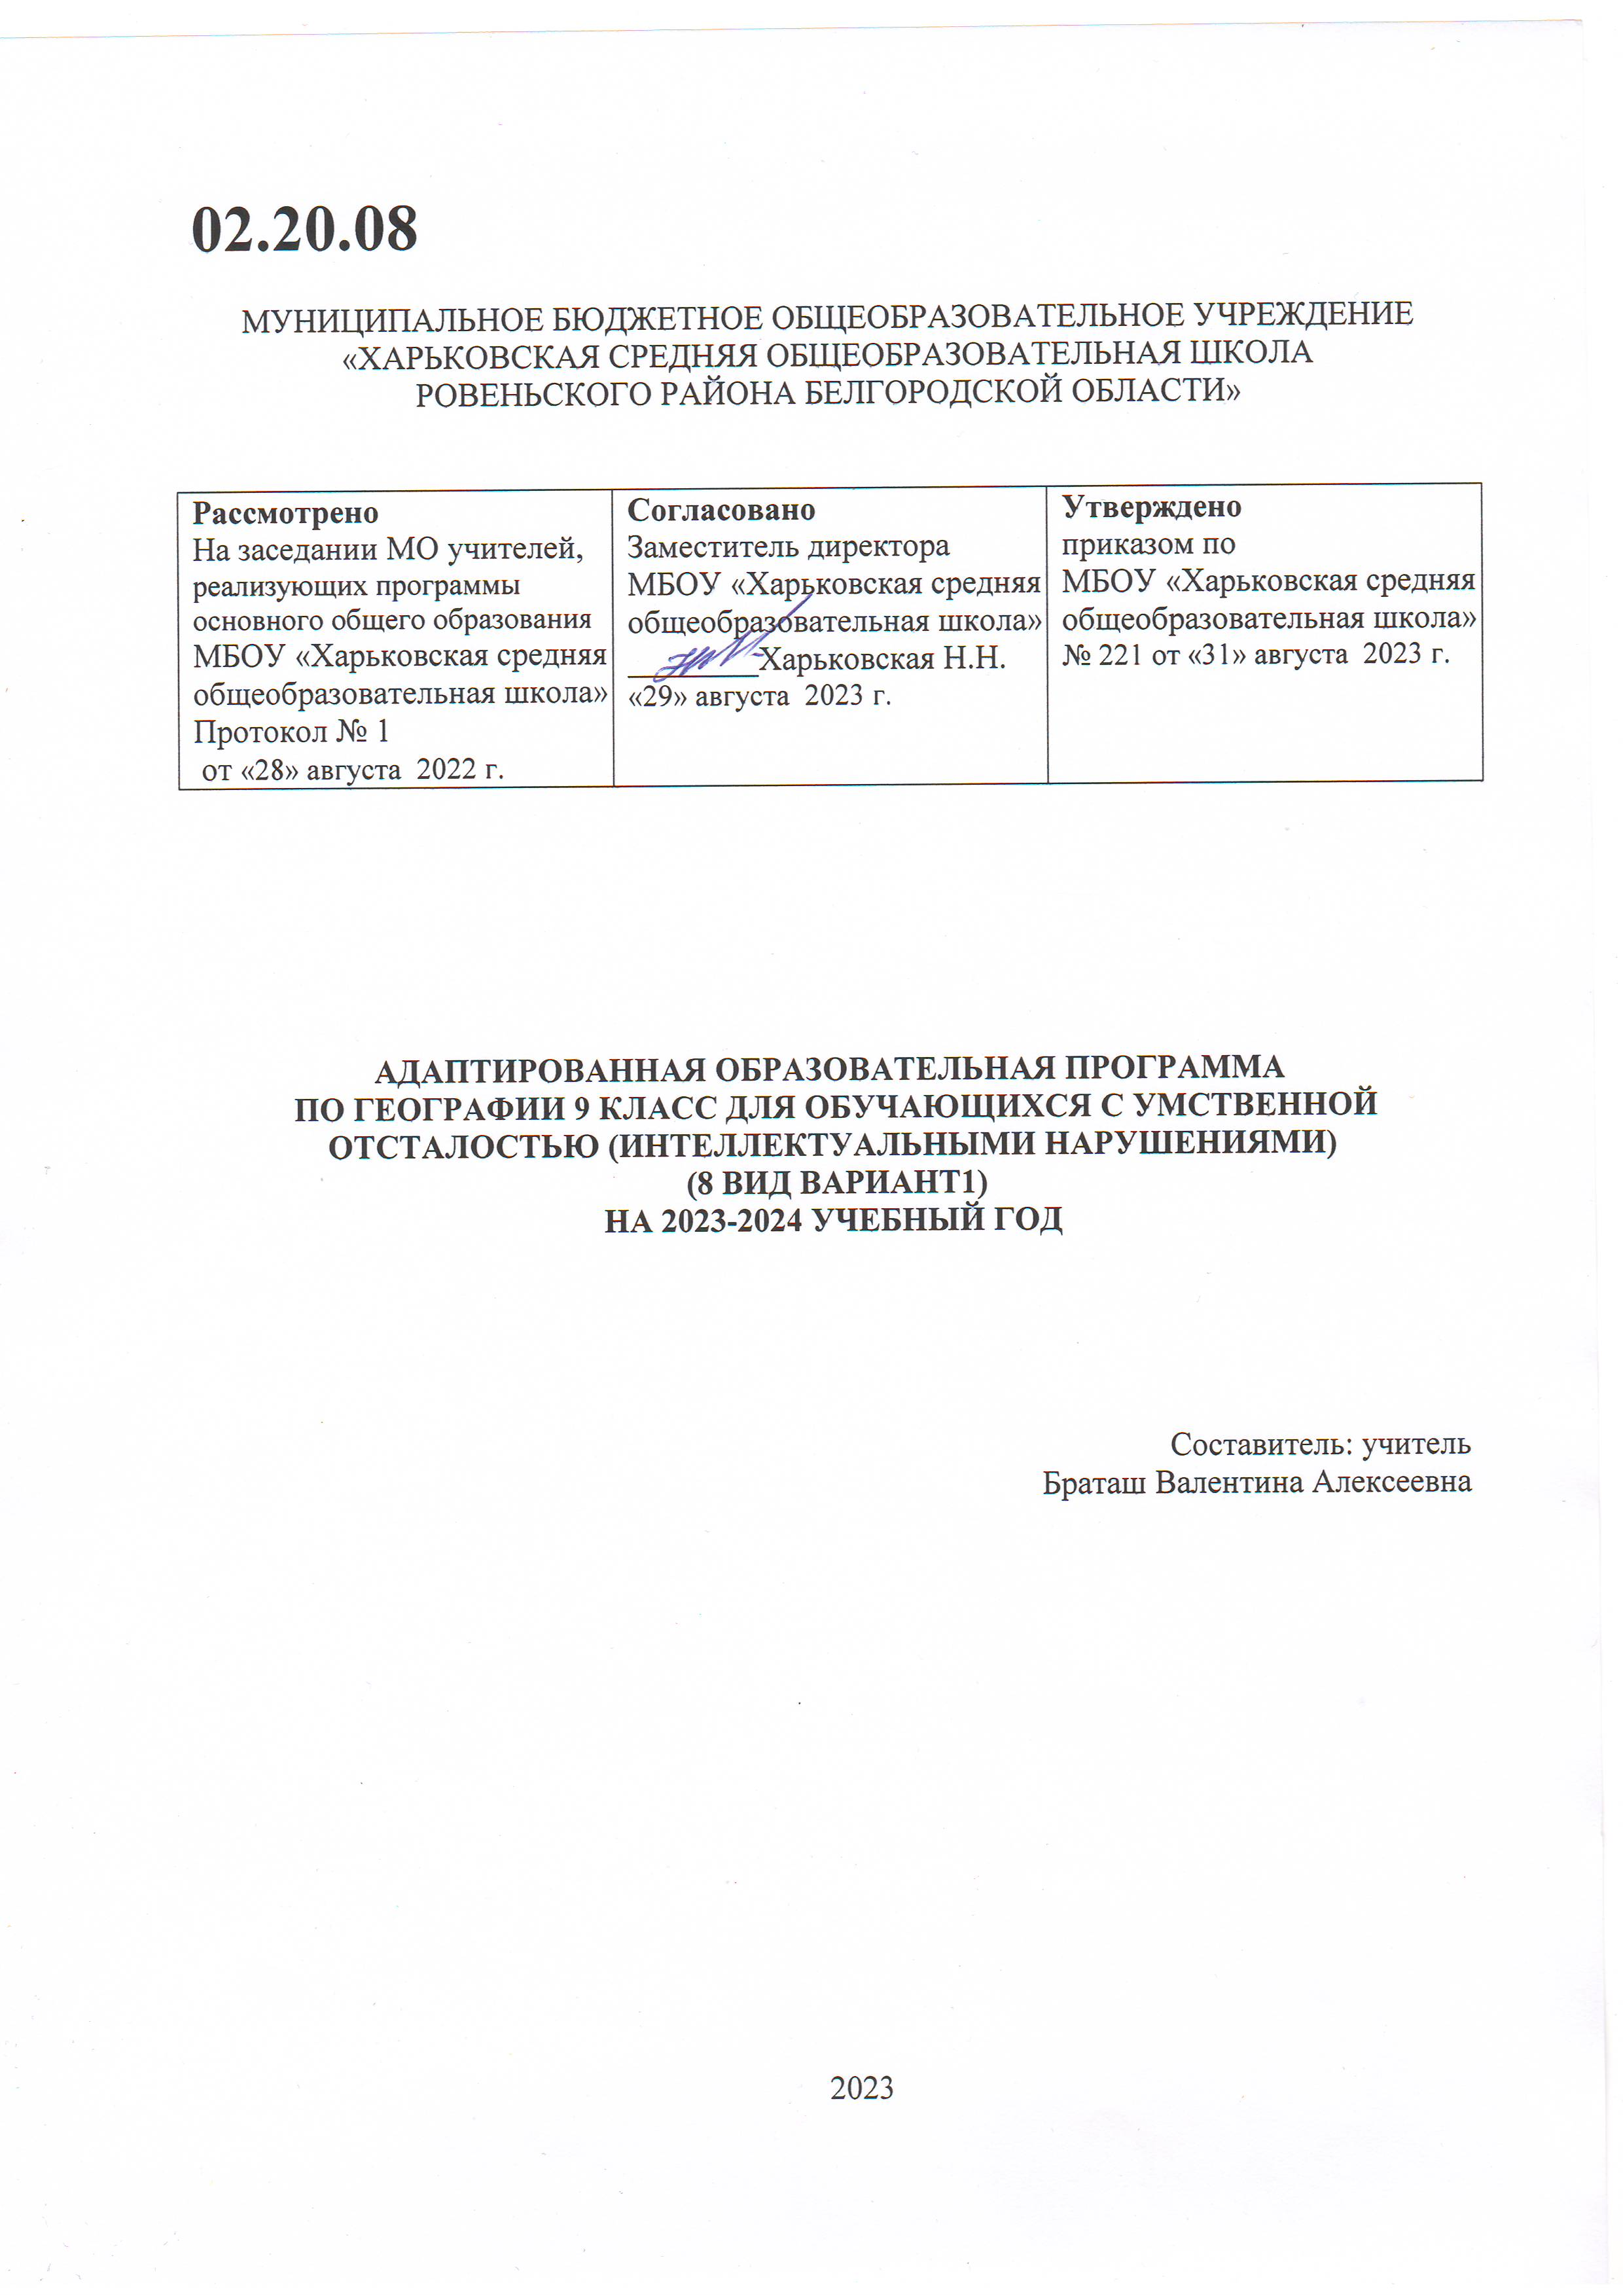 02.20.08
МУНИЦИПАЛЬНОЕ БЮДЖЕТНОЕ ОБЩЕОБРАЗОВАТЕЛЬНОЕ УЧРЕЖДЕНИЕ
«ХАРЬКОВСКАЯ СРЕДНЯЯ ОБЩЕОБРАЗОВАТЕЛЬНАЯ ШКОЛА
РОВЕНЬСКОГО РАЙОНА БЕЛГОРОДСКОЙ ОБЛАСТИ»
Рассмотрено
На заседании МО учителей,
реализующих программы
основного общего образования
МБОУ «Харьковская средняя
общеобразовательная школа»
Протокол № 1
от «28» августа 2022 г.
Согласовано
Заместитель директора
МБОУ «Харьковская средняя
общеобразовательная школа»
Харьковская Н.Н.
«29» августа 2023 г.
Утверждено
приказом по
МБОУ «Харьковская средняя
общеобразовательная школа»
№ 221 от «31» августа 2023 г.
АДАПТИРОВАННАЯ ОБРАЗОВАТЕЛЬНАЯ ПРОГРАММА
ПО ГЕОГРАФИИ 9 КЛАСС ДЛЯ ОБУЧАЮЩИХСЯ С УМСТВЕННОЙ
ОТСТАЛОСТЬЮ (ИНТЕЛЛЕКТУАЛЬНЫМИ НАРУШЕНИЯМИ)
(8 ВИД ВАРИАНТ1)
НА 2023-2024 УЧЕБНЫЙ ГОД
Составитель: учитель
Браташ Валентина Алексеевна
2023